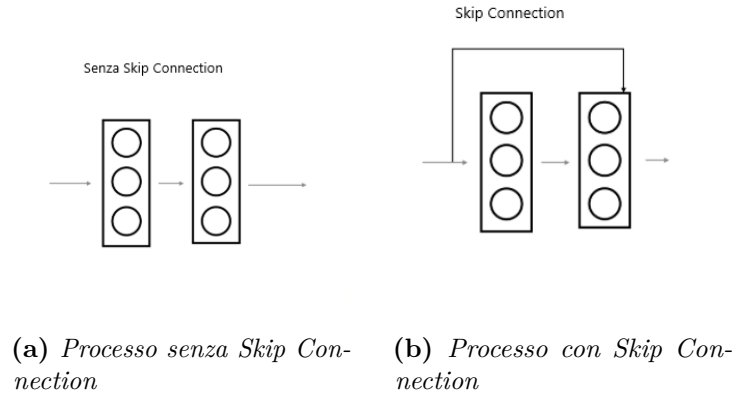 Senza Skip Connection
Skip Connection
(a) Processo senza Skip Con-
nection
(b) Processo con Skip Con-
nection